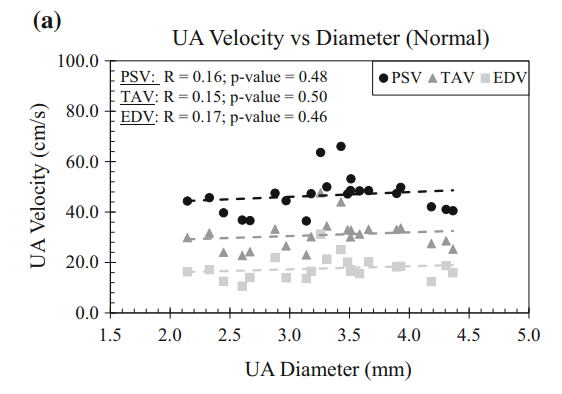 (a)
UA Velocity vs Diameter (Normal)
PSV: R = 0.16; p-value = 0.48
TAV: R = 0.15; p-value = 0.50
EDV: R = 0.17; p-value = 0.46
PSV TAV EDV
100.0
80.0
60.0
40.0
20.0
0.0
UA Velocity (cm/s)
1.5 2.0 2.5 3.0 3.5 4.0 4.5 5.0
UA Diameter (mm)